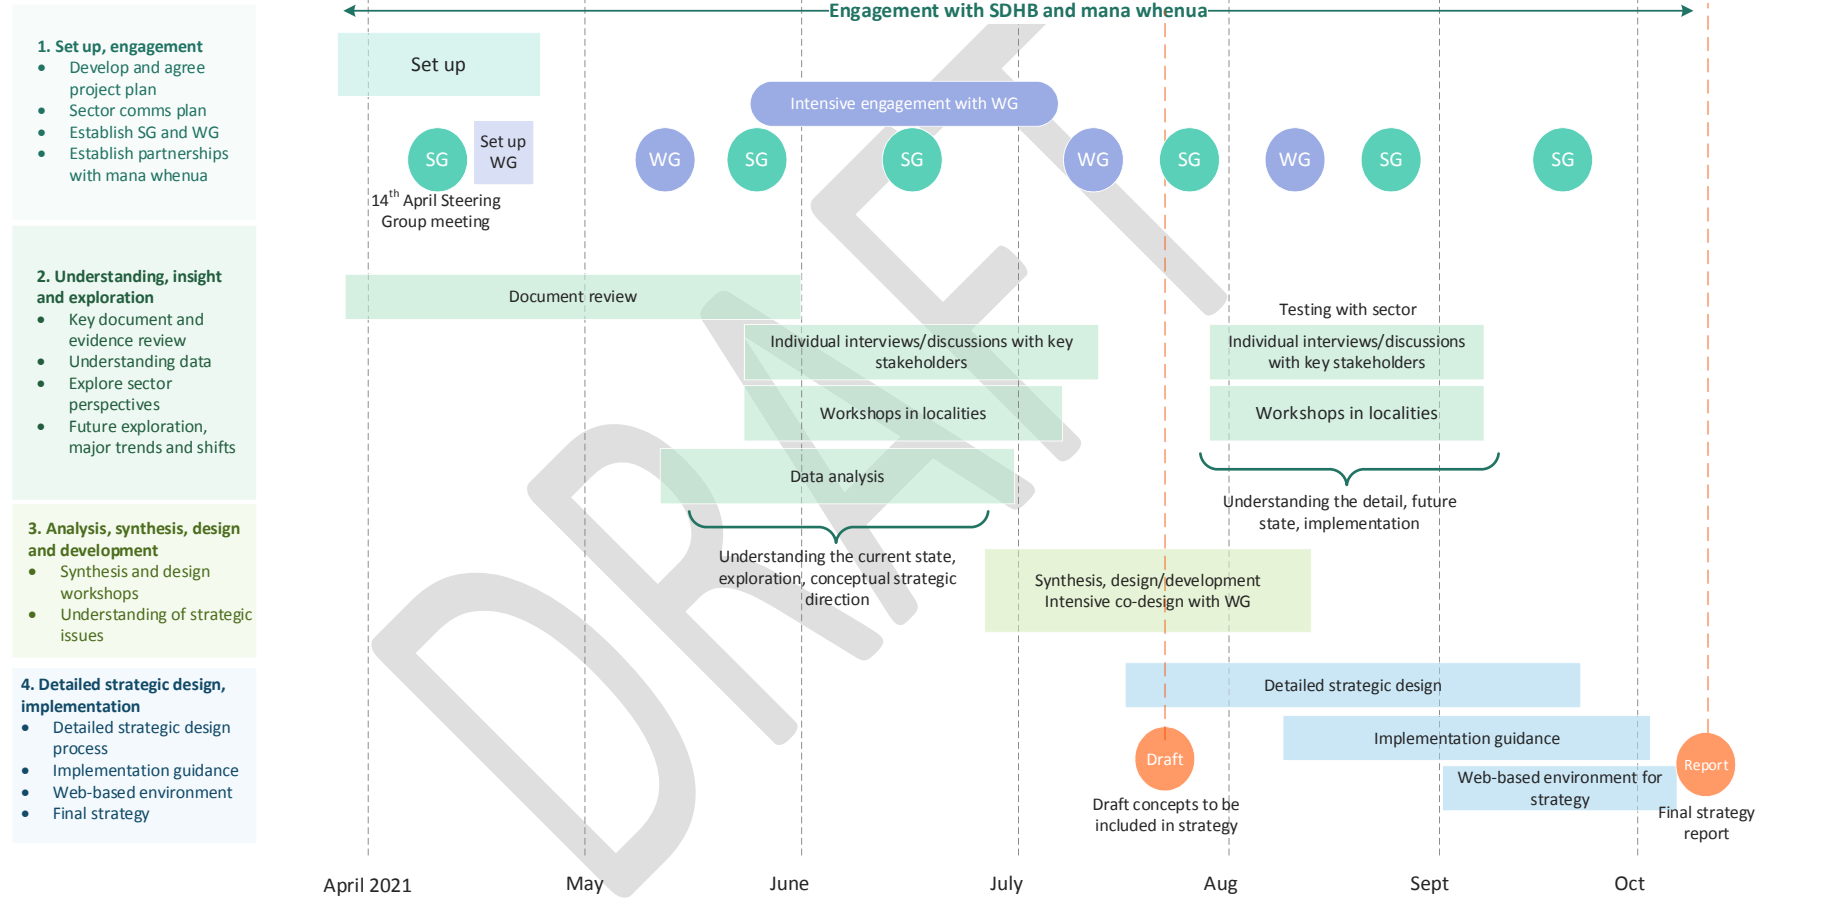 Engagement with SDHB and mana whenua
1. Set up, engagement
• Develop and agree
project plan
• Sector comms plan
• Establish SG and WG
• Establish partnerships
with mana whenua
Set up
Intensive engagement with WG
SG
Set up
WG
WG
SG
SG
WG
SG
WG
SG
SG
14th April Steering
Group meeting
2. Understanding, insight
and exploration
• Key document and
evidence review
• Understanding data
• Explore sector
perspectives
• Future exploration,
major trends and shifts
Document review
Individual interviews/discussions with key
stakeholders
Workshops in localities
Data analysis
Understanding the current state,
exploration, conceptual strategic
direction
Testing with sector
Individual interviews/discussions
with key stakeholders
Workshops in localities
Understanding the detail, future
state, implementation
3. Analysis, synthesis, design
and development
• Synthesis and design
workshops
• Understanding of strategic
issues
Synthesis, design/development
Intensive co-design with WG
4. Detailed strategic design,
implementation
• Detailed strategic design
process
• Implementation guidance
• Web-based environment
• Final strategy
Detailed strategic design
Implementation guidance
Web-based environment for
strategy
Draft
Draft concepts to be
included in strategy
Report
Final strategy
report
April 2021
May
June
July
Aug
Sept
Oct
DRAFT